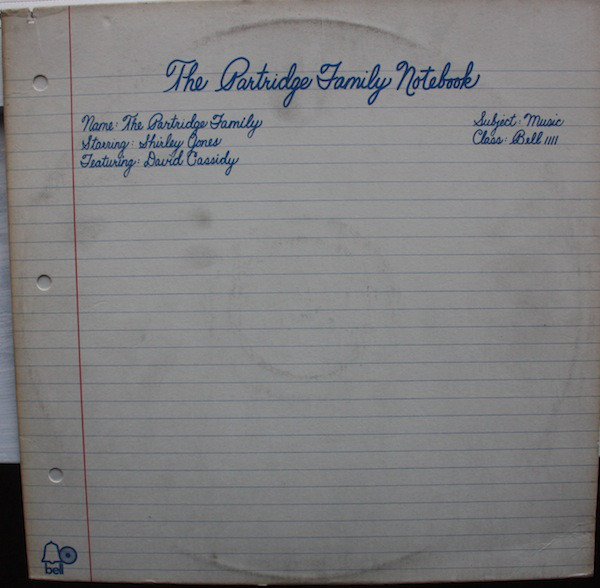 The Partridge Family Notebook
Name: The Partridge Family
Subject: Music
Starring: Shirley Jones
Class: Bell 1111
Featuring: David Cassidy
bell